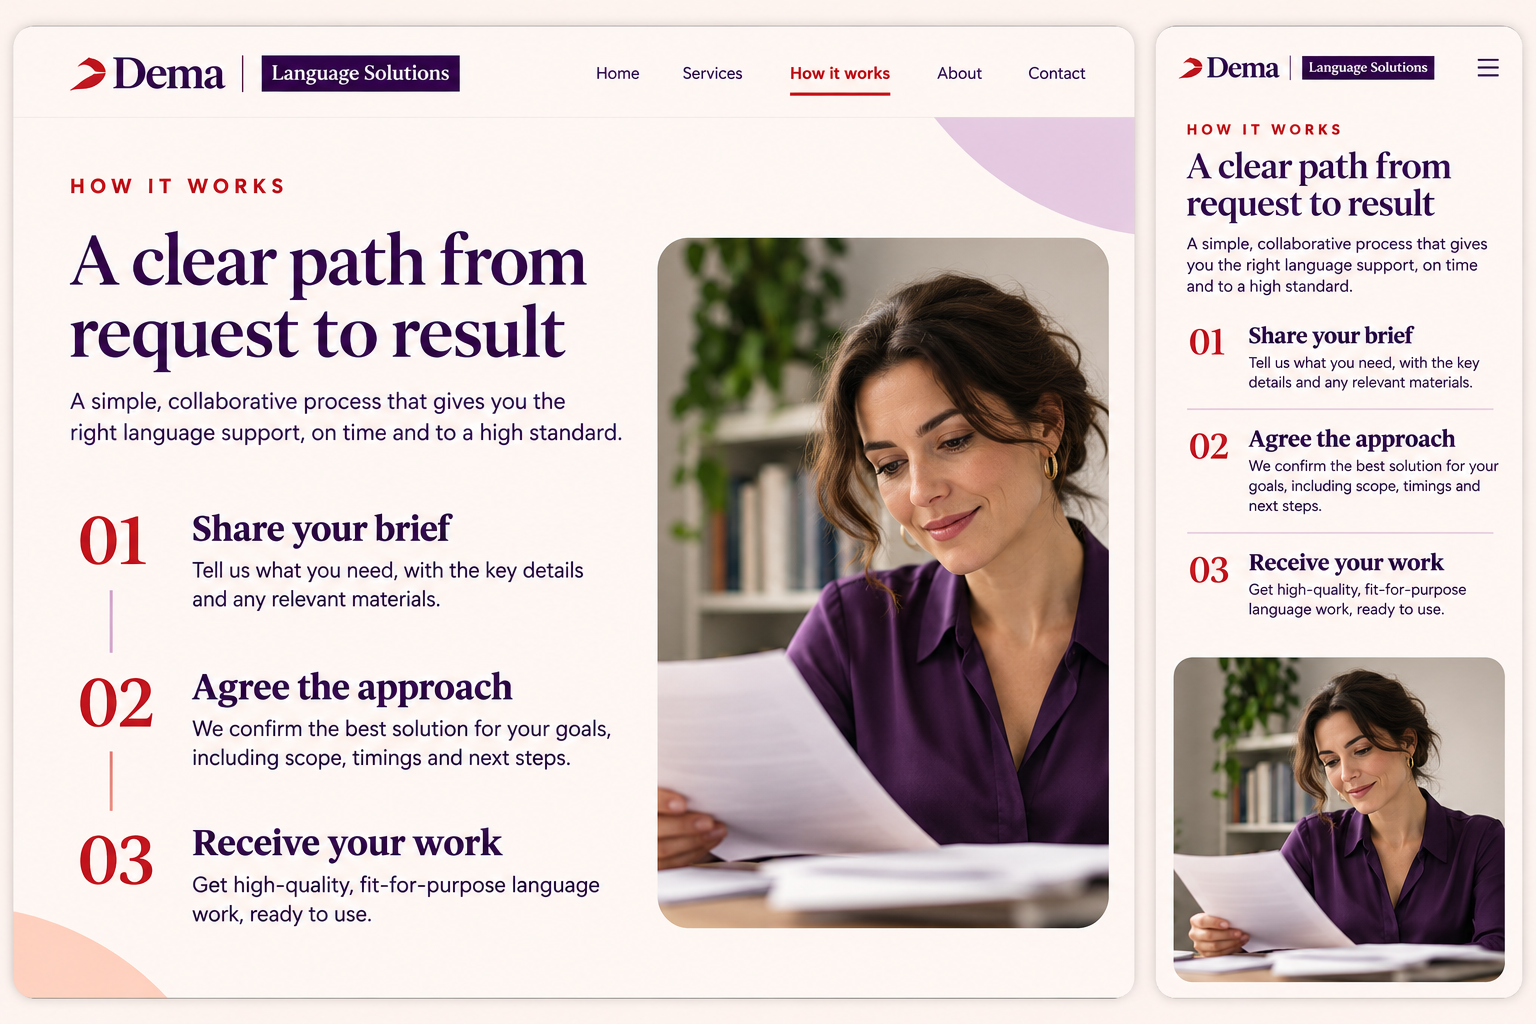 Dema
Language Solutions
Home
Services
How it works
About
Contact
HOW IT WORKS
A clear path from
request to result
A simple, collaborative process that gives you the
right language support, on time and to a high standard.
01
Share your brief
Tell us what you need, with the key details
and any relevant materials.
02
Agree the approach
We confirm the best solution for your goals,
including scope, timings and next steps.
03
Receive your work
Get high-quality, fit-for-purpose language
work, ready to use.
Dema
Language Solutions
HOW IT WORKS
A clear path from
request to result
A simple, collaborative process that gives
you the right language support, on time
and to a high standard.
01
Share your brief
Tell us what you need, with the key
details and any relevant materials.
02
Agree the approach
We confirm the best solution for your
goals, including scope, timings and
next steps.
03
Receive your work
Get high-quality, fit-for-purpose
language work, ready to use.